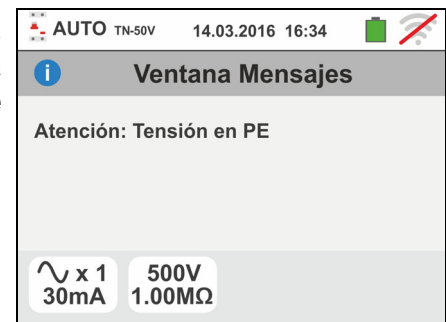 AUTO TN-50V 14.03.2016 16:34
i Ventana Mensajes
Atención: Tensión en PE
x 1 500V
30mA 1.00MΩ